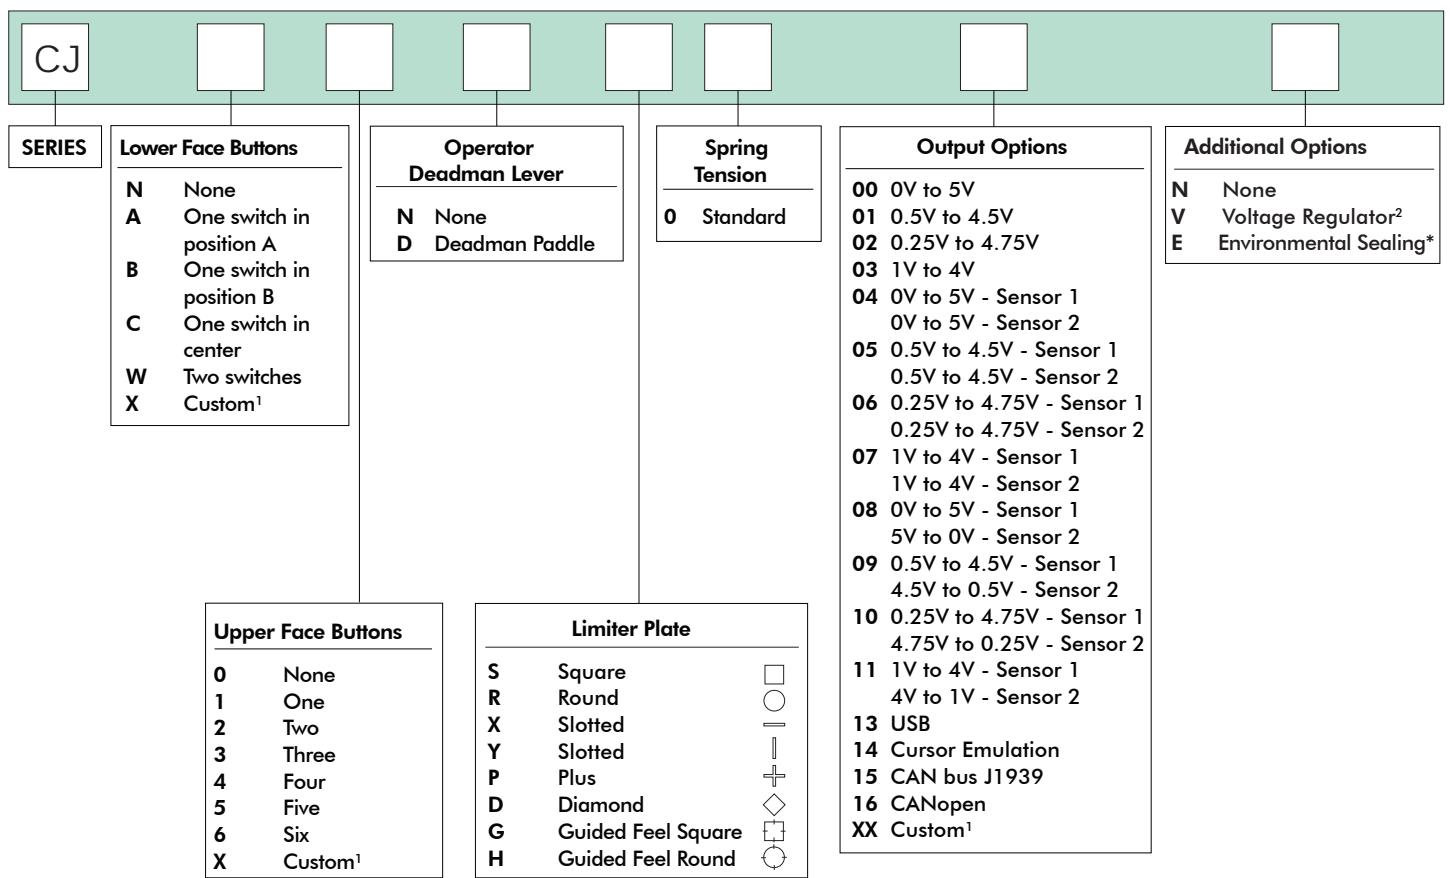 CJ
SERIES
Lower Face Buttons
N None
A One switch in
position A
B One switch in
position B
C One switch in
center
W Two switches
X Custom¹
Operator
Deadman Lever
N None
D Deadman Paddle
Spring
Tension
0 Standard
Output Options
00 0V to 5V
01 0.5V to 4.5V
02 0.25V to 4.75V
03 1V to 4V
04 0V to 5V - Sensor 1
0V to 5V - Sensor 2
05 0.5V to 4.5V - Sensor 1
0.5V to 4.5V - Sensor 2
06 0.25V to 4.75V - Sensor 1
0.25V to 4.75V - Sensor 2
07 1V to 4V - Sensor 1
1V to 4V - Sensor 2
08 0V to 5V - Sensor 1
5V to 0V - Sensor 2
09 0.5V to 4.5V - Sensor 1
4.5V to 0.5V - Sensor 2
10 0.25V to 4.75V - Sensor 1
4.75V to 0.25V - Sensor 2
11 1V to 4V - Sensor 1
4V to 1V - Sensor 2
13 USB
14 Cursor Emulation
15 CAN bus J1939
16 CANopen
XX Custom¹
Additional Options
N None
V Voltage Regulator²
E Environmental Sealing*
Upper Face Buttons
0 None
1 One
2 Two
3 Three
4 Four
5 Five
6 Six
X Custom¹
Limiter Plate
S Square
R Round
X Slotted
Y Slotted
P Plus
D Diamond
G Guided Feel Square
H Guided Feel Round